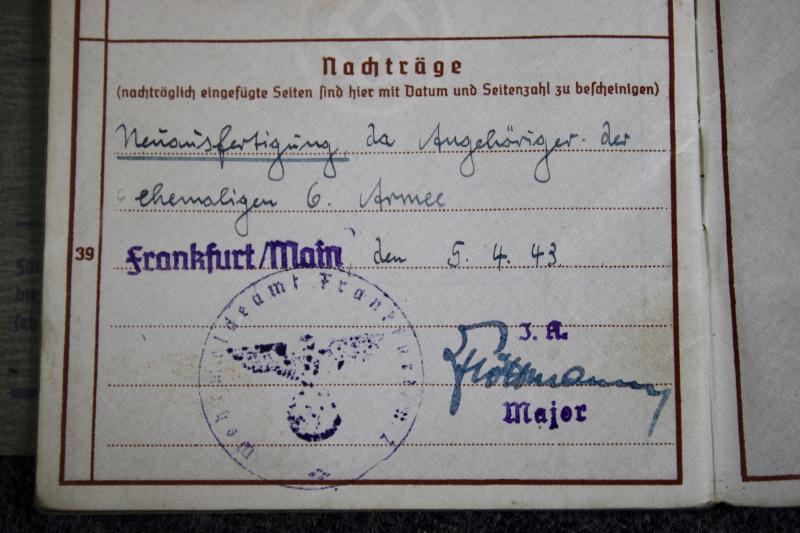 Nachträge
(nachträglich eingefügte Seiten sind hier mit Datum und Seitenzahl zu bescheinigen)
Neuausfertigung, da Angehöriger der
ehemaligen 6. Armee
39
Frankfurt/Main, den 5. 4. 43
Wehrmeldeamt Frankfurt/M 2
I. A.
Major